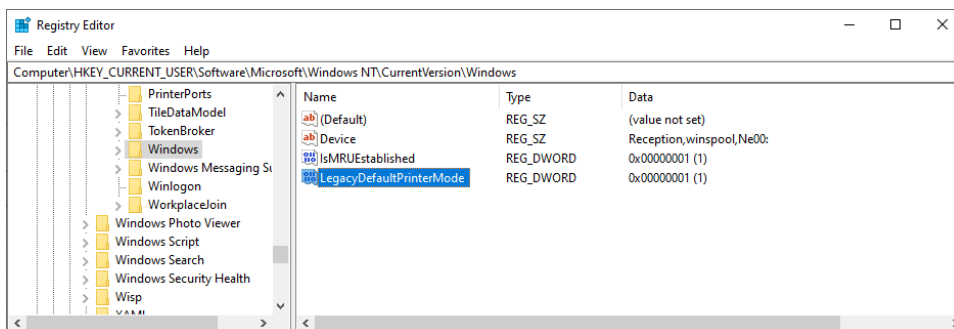 Registry Editor
File Edit View Favorites Help
Computer\HKEY_CURRENT_USER\Software\Microsoft\Windows NT\CurrentVersion\Windows
PrinterPorts
TileDataModel
TokenBroker
Windows
Windows Messaging Su
Winlogon
WorkplaceJoin
Windows Photo Viewer
Windows Script
Windows Search
Windows Security Health
Wisp
XAML
Name Type Data
(Default) REG_SZ (value not set)
Device REG_SZ Reception,winspool,Ne00:
IsMRUEstablished REG_DWORD 0x00000001 (1)
LegacyDefaultPrinterMode REG_DWORD 0x00000001 (1)